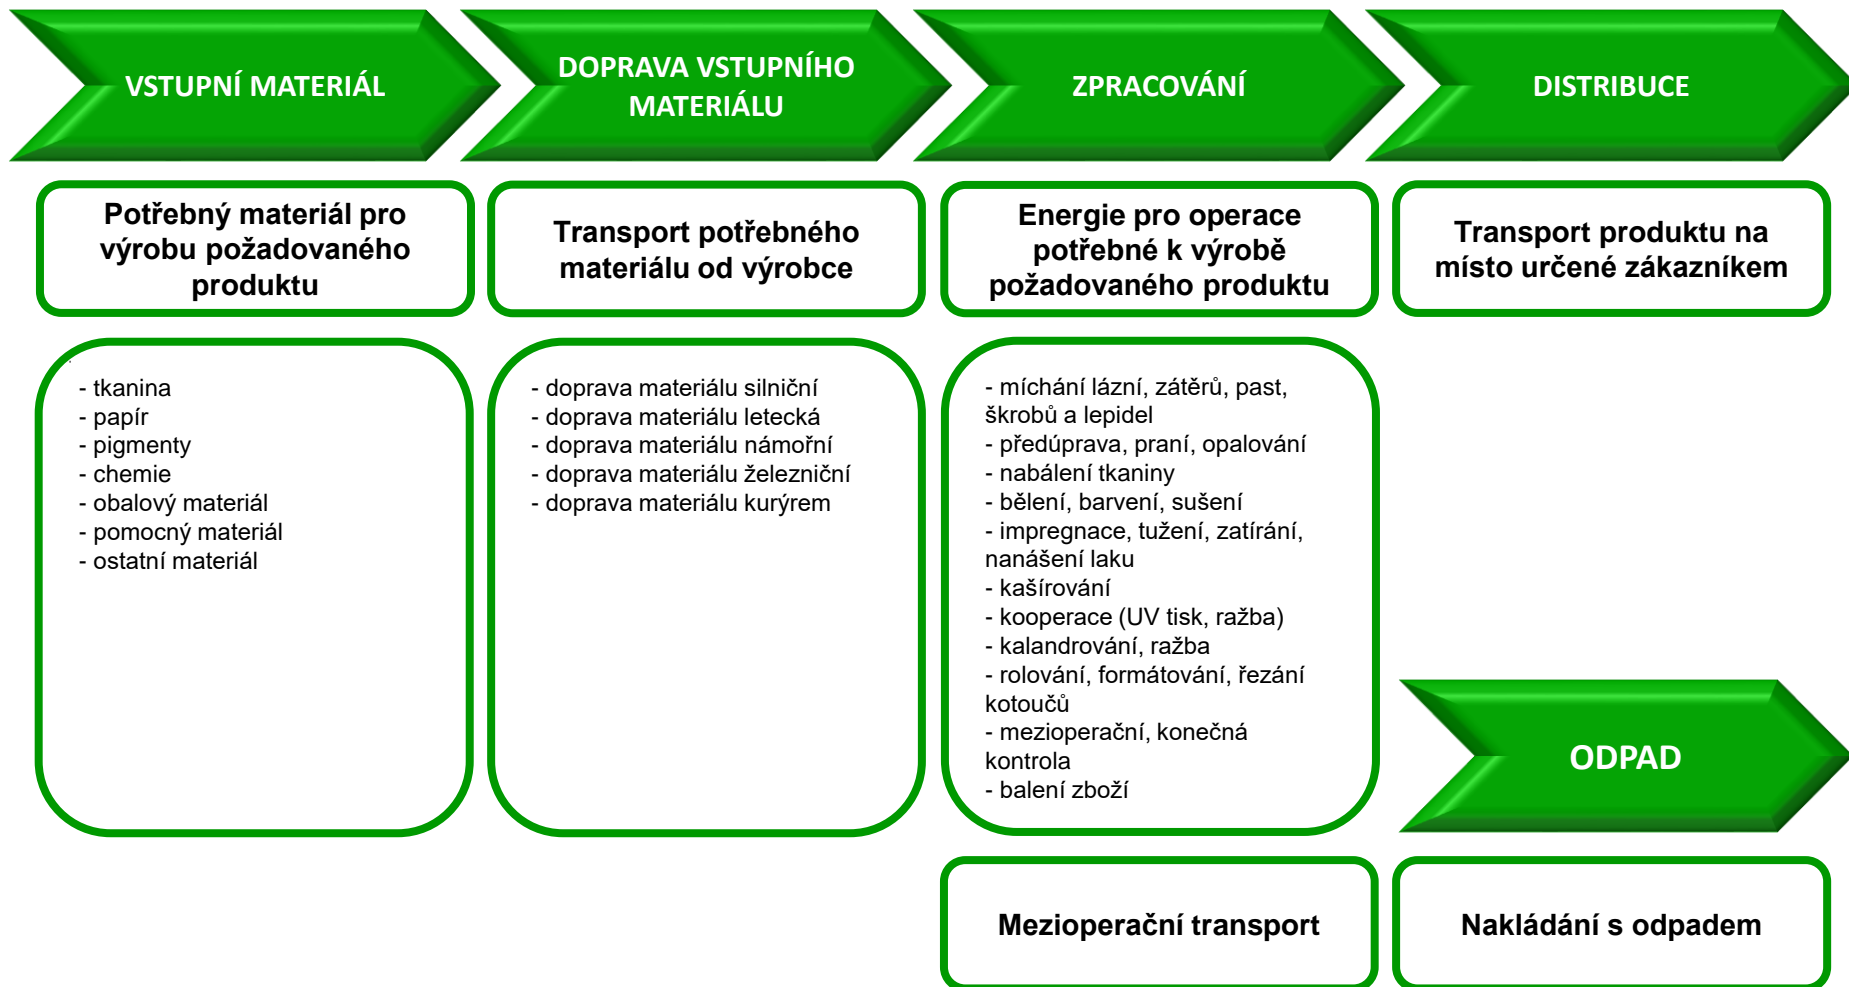 VSTUPNÍ MATERIÁL
DOPRAVA VSTUPNÍHO
MATERIÁLU
ZPRACOVÁNÍ
DISTRIBUCE
Potřebný materiál pro
výrobu požadovaného
produktu
Transport potřebného
materiálu od výrobce
Energie pro operace
potřebné k výrobě
požadovaného produktu
Transport produktu na
místo určené zákazníkem
- tkanina
- papír
- pigmenty
- chemie
- obalový materiál
- pomocný materiál
- ostatní materiál
- doprava materiálu silniční
- doprava materiálu letecká
- doprava materiálu námořní
- doprava materiálu železniční
- doprava materiálu kurýrem
- míchání lázní, zátěrů, past,
škrobů a lepidel
- předúprava, praní, opalování
- nabálení tkaniny
- bělení, barvení, sušení
- impregnace, tužení, zatírání,
nanášení laku
- kašírování
- kooperace (UV tisk, ražba)
- kalandrování, ražba
- rolování, formátování, řezání
kotoučů
- mezioperační, konečná
kontrola
- balení zboží
ODPAD
Mezioperační transport
Nakládání s odpadem